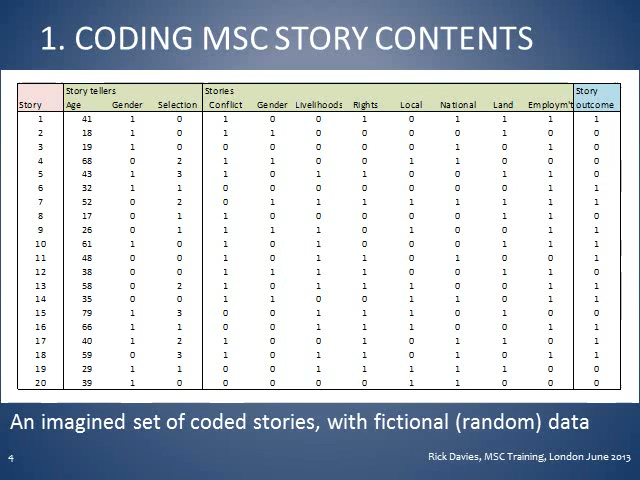 1. CODING MSC STORY CONTENTS
Story tellers Stories Story
Story Age Gender Selection Conflict Gender Livelihoods Rights Local National Land Employm't outcome
1 41 1 0 1 0 0 1 0 1 1 1 1
2 18 1 0 1 1 0 0 0 0 1 0 0
3 19 1 0 0 0 0 0 0 1 0 1 0
4 68 0 2 1 1 0 0 1 1 0 0 0
5 43 1 3 1 0 1 1 0 0 1 1 0
6 32 1 1 0 0 0 0 0 0 0 1 1
7 52 0 2 0 1 1 1 1 1 1 1 1
8 17 0 1 1 0 0 0 0 0 1 1 0
9 26 0 1 1 1 1 0 1 0 0 1 1
10 61 1 0 1 0 1 0 0 0 1 1 1
11 48 0 0 1 0 1 1 0 1 0 0 1
12 38 0 0 1 1 1 1 0 0 1 1 0
13 58 0 2 1 0 1 1 1 0 0 1 1
14 35 0 0 1 1 0 0 1 1 0 1 1
15 79 1 3 0 0 1 1 1 0 1 0 0
16 66 1 1 0 0 1 1 1 0 0 1 1
17 40 1 2 1 0 0 1 0 1 1 0 1
18 59 0 3 1 0 1 1 0 1 0 1 1
19 29 1 1 0 0 1 1 1 1 1 0 0
20 39 1 0 0 0 0 0 1 1 0 0 0
An imagined set of coded stories, with fictional (random) data
4 Rick Davies, MSC Training, London June 2013